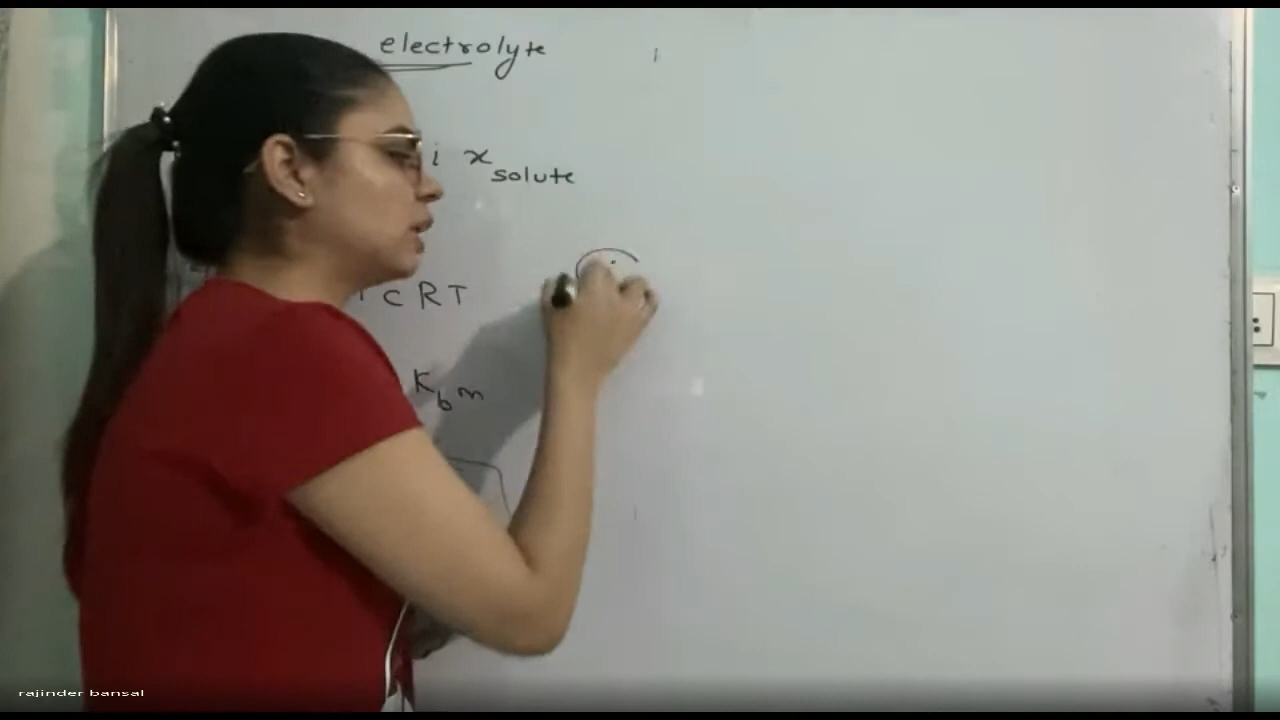 electrolyte
i x solute
CRT
Kb m
rajinder bansal